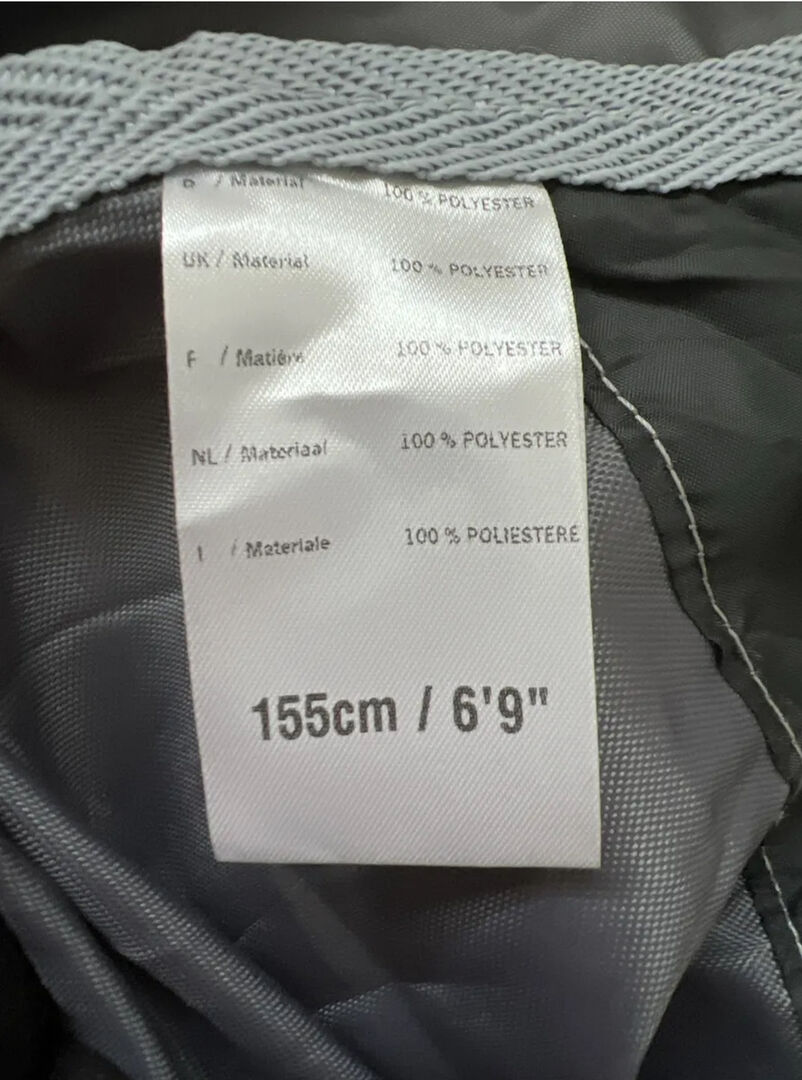 D / Material 100 % POLYESTER
UK / Material 100 % POLYESTER
F / Matière 100 % POLYESTER
NL / Materiaal 100 % POLYESTER
I / Materiale 100 % POLIESTERE
155cm / 6'9"